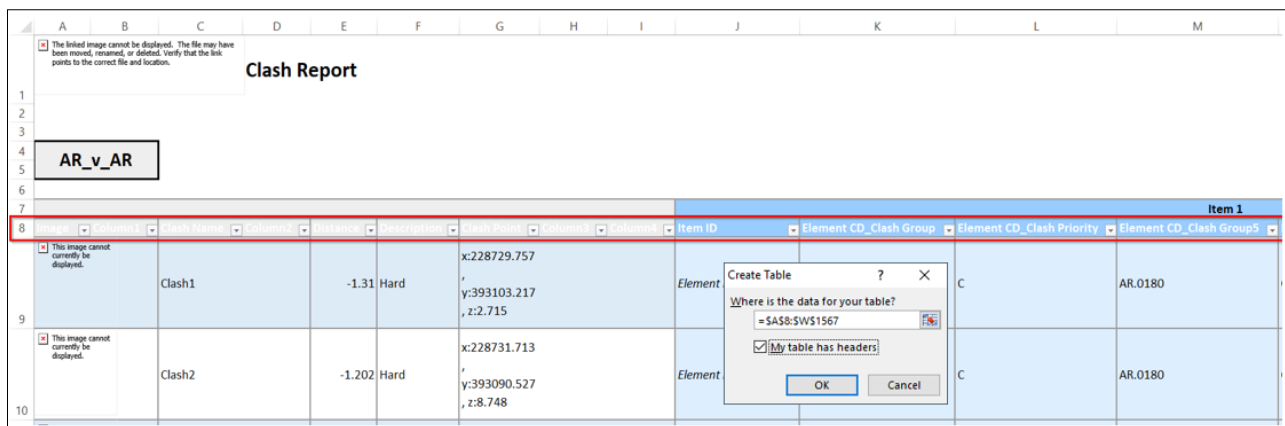 A B C D E F G H I J K L M
The linked image cannot be displayed. The file may have
been moved, renamed, or deleted. Verify that the link
points to the correct file and location.
Clash Report
1
2
3
4
AR_v_AR
5
6
7 Item 1
8 Image Column1 Clash Name Column2 Distance Description Clash Point Column3 Column4 Item ID Element CD_Clash Group Element CD_Clash Priority Element CD_Clash Group5
This image cannot
currently be
displayed.
x:228729.757
,
Clash1 -1.31 Hard Element C AR.0180
y:393103.217
, z:2.715
9
Create Table ? ×
Where is the data for your table?
=$A$8:$W$1567
My table has headers
OK Cancel
This image cannot
currently be
displayed.
x:228731.713
,
Clash2 -1.202 Hard Element C AR.0180
y:393090.527
, z:8.748
10